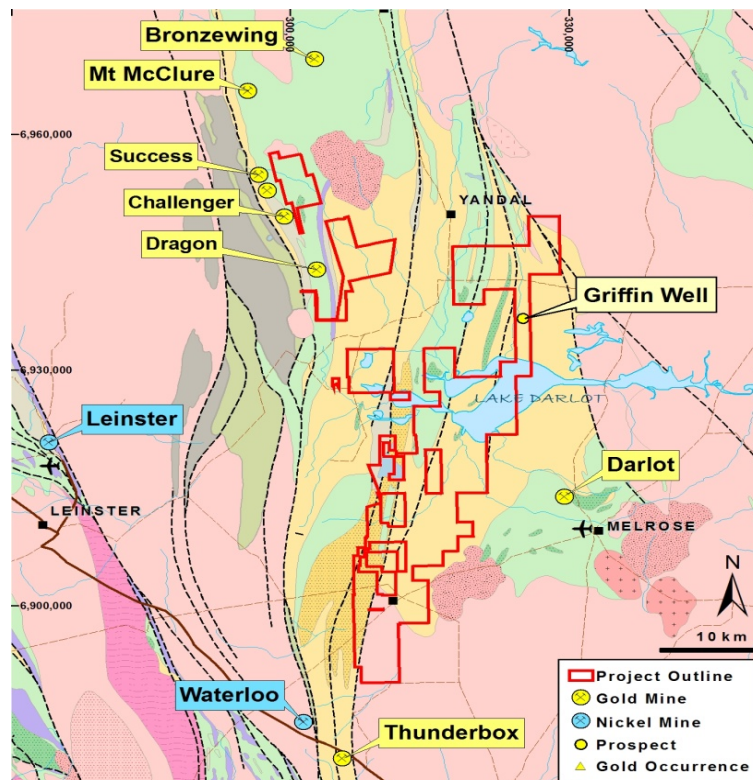 300,000
330,000
Bronzewing
Mt McClure
6,960,000
Success
YANDAL
Challenger
Dragon
Griffin Well
6,930,000
LAKE DARLOT
Leinster
Darlot
LEINSTER
MELROSE
6,900,000
N
10 km
Waterloo
Thunderbox
Project Outline
Gold Mine
Nickel Mine
Prospect
Gold Occurrence